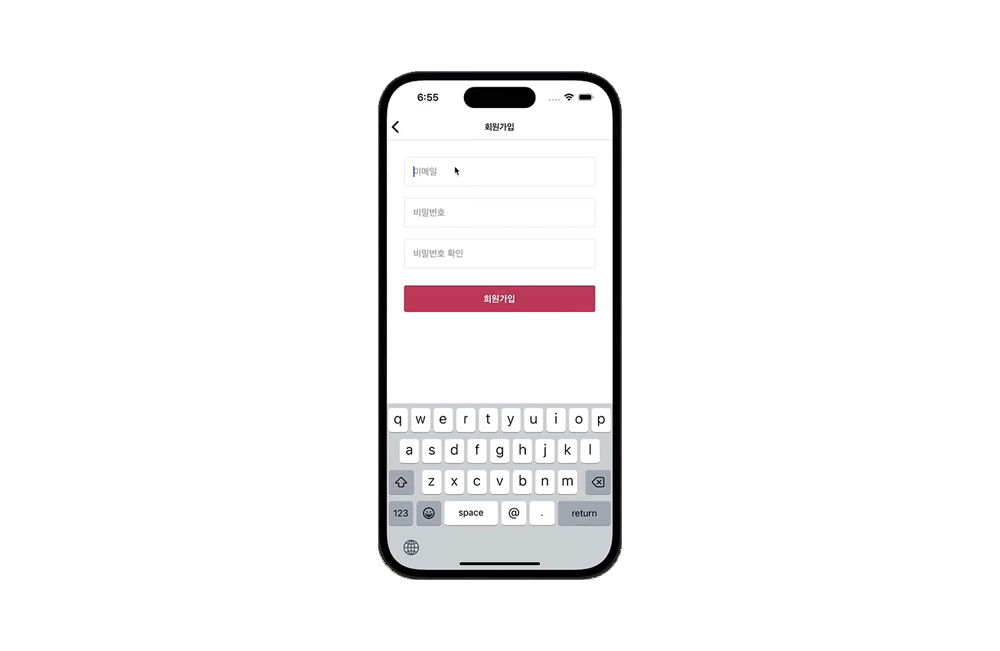 6:55
회원가입
이메일
비밀번호
비밀번호 확인
회원가입
q w e r t y u i o p
a s d f g h j k l
z x c v b n m
123 space @ . return